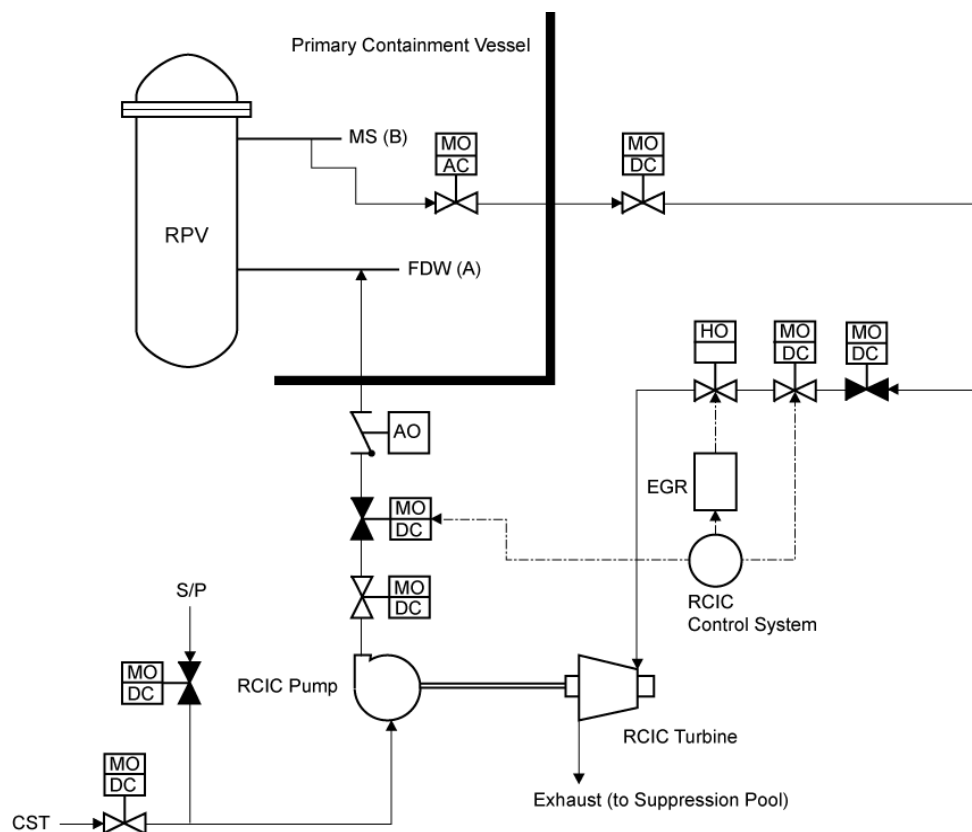 Primary Containment Vessel
MS (B)
MO
AC
MO
DC
RPV
FDW (A)
HO
MO
DC
MO
DC
AO
EGR
MO
DC
S/P
MO
DC
RCIC
Control System
MO
DC
RCIC Pump
RCIC Turbine
MO
DC
Exhaust (to Suppression Pool)
CST